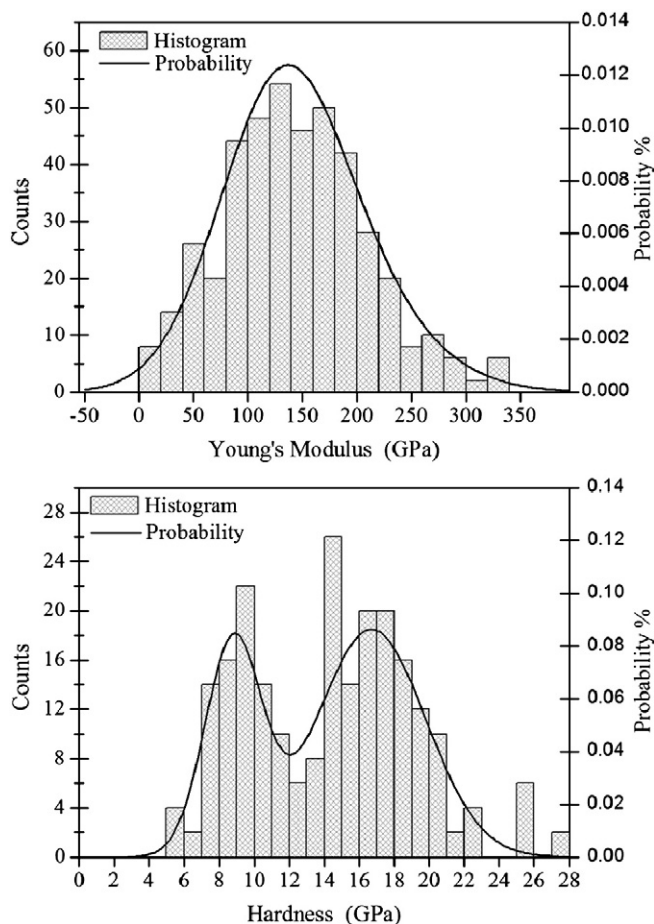 Histogram
Probability
60
50
40
30
20
10
0
Counts
0.014
0.012
0.010
0.008
0.006
0.004
0.002
0.000
Probability %
-50 0 50 100 150 200 250 300 350
Young's Modulus (GPa)
Histogram
Probability
28
24
20
16
12
8
4
0
Counts
0.14
0.12
0.10
0.08
0.06
0.04
0.02
0.00
Probability %
0 2 4 6 8 10 12 14 16 18 20 22 24 26 28
Hardness (GPa)